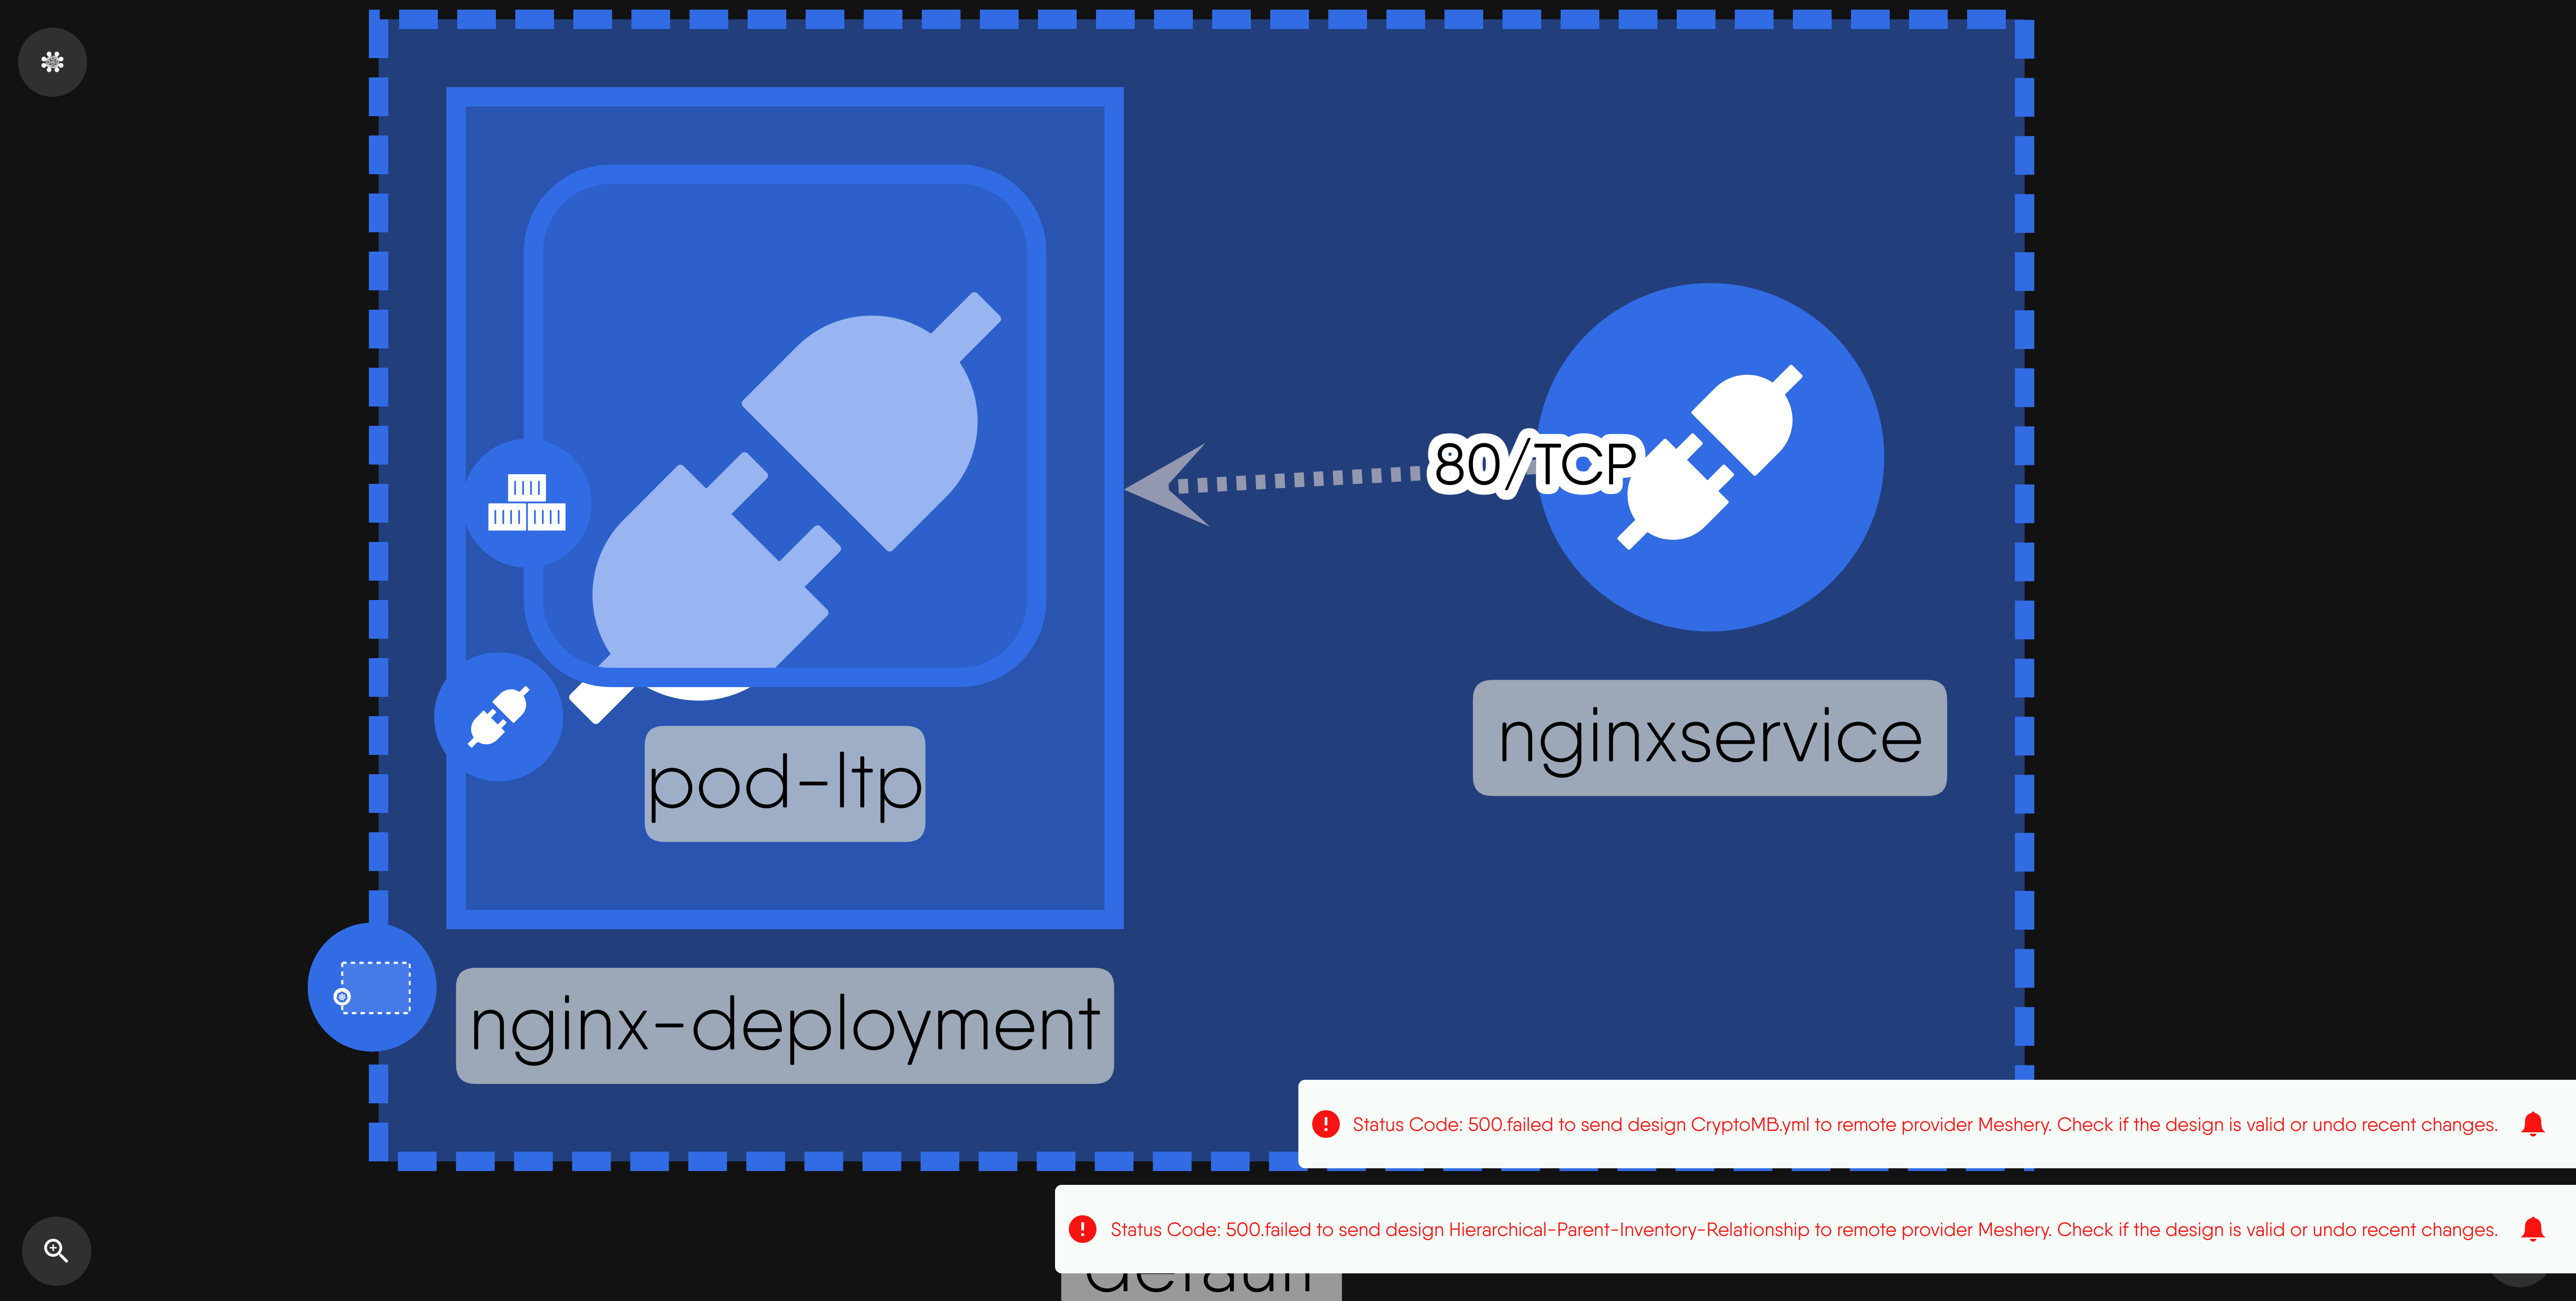 80/TCP
nginxservice
pod-ltp
nginx-deployment
Status Code: 500.failed to send design CryptoMB.yml to remote provider Meshery. Check if the design is valid or undo recent changes.
Status Code: 500.failed to send design Hierarchical-Parent-Inventory-Relationship to remote provider Meshery. Check if the design is valid or undo recent changes.
default